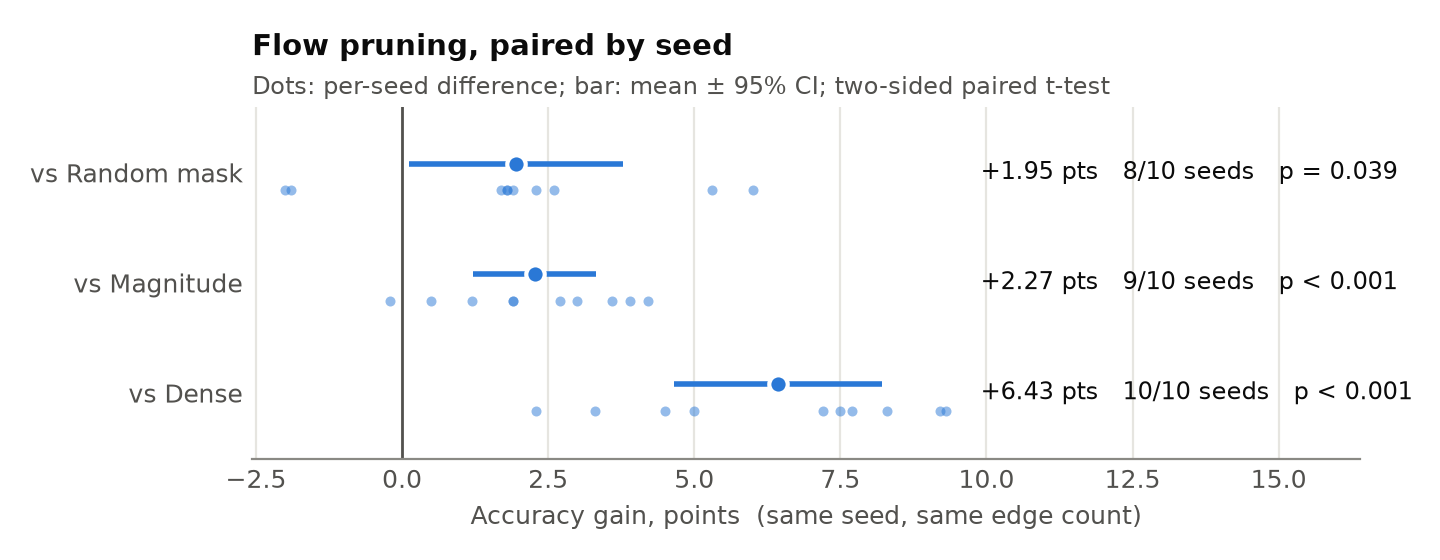 Flow pruning, paired by seed
Dots: per-seed difference; bar: mean ± 95% CI; two-sided paired t-test
vs Random mask +1.95 pts 8/10 seeds p = 0.039
vs Magnitude +2.27 pts 9/10 seeds p < 0.001
vs Dense +6.43 pts 10/10 seeds p < 0.001
−2.5 0.0 2.5 5.0 7.5 10.0 12.5 15.0
Accuracy gain, points (same seed, same edge count)